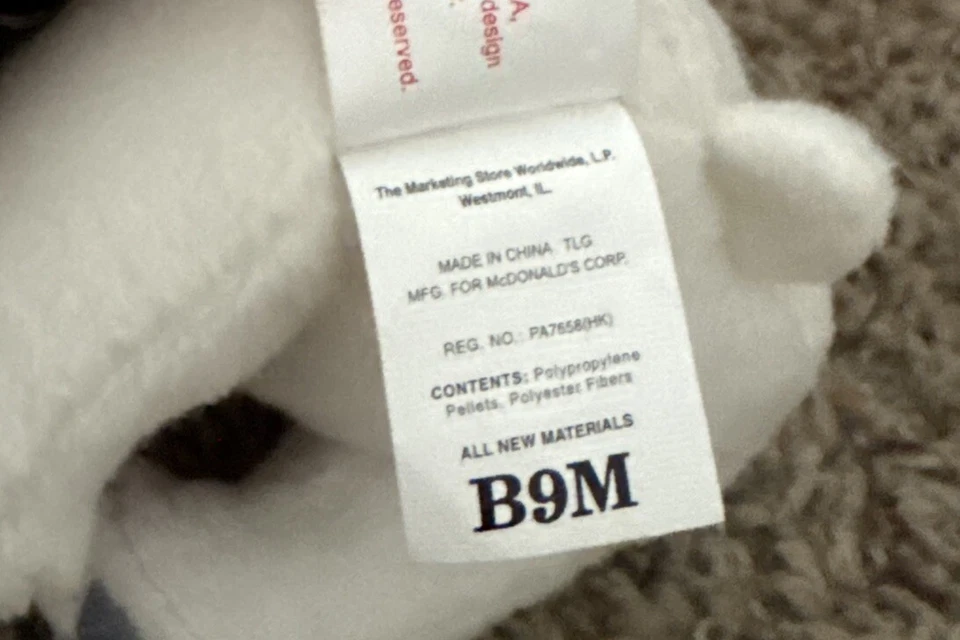 A,
design
eserved.
The Marketing Store Worldwide, L.P.
Westmont, IL.
MADE IN CHINA TLG
MFG. FOR McDONALD'S CORP.
REG. NO.: PA7658(HK)
CONTENTS: Polypropylene
Pellets, Polyester Fibers
ALL NEW MATERIALS
B9M